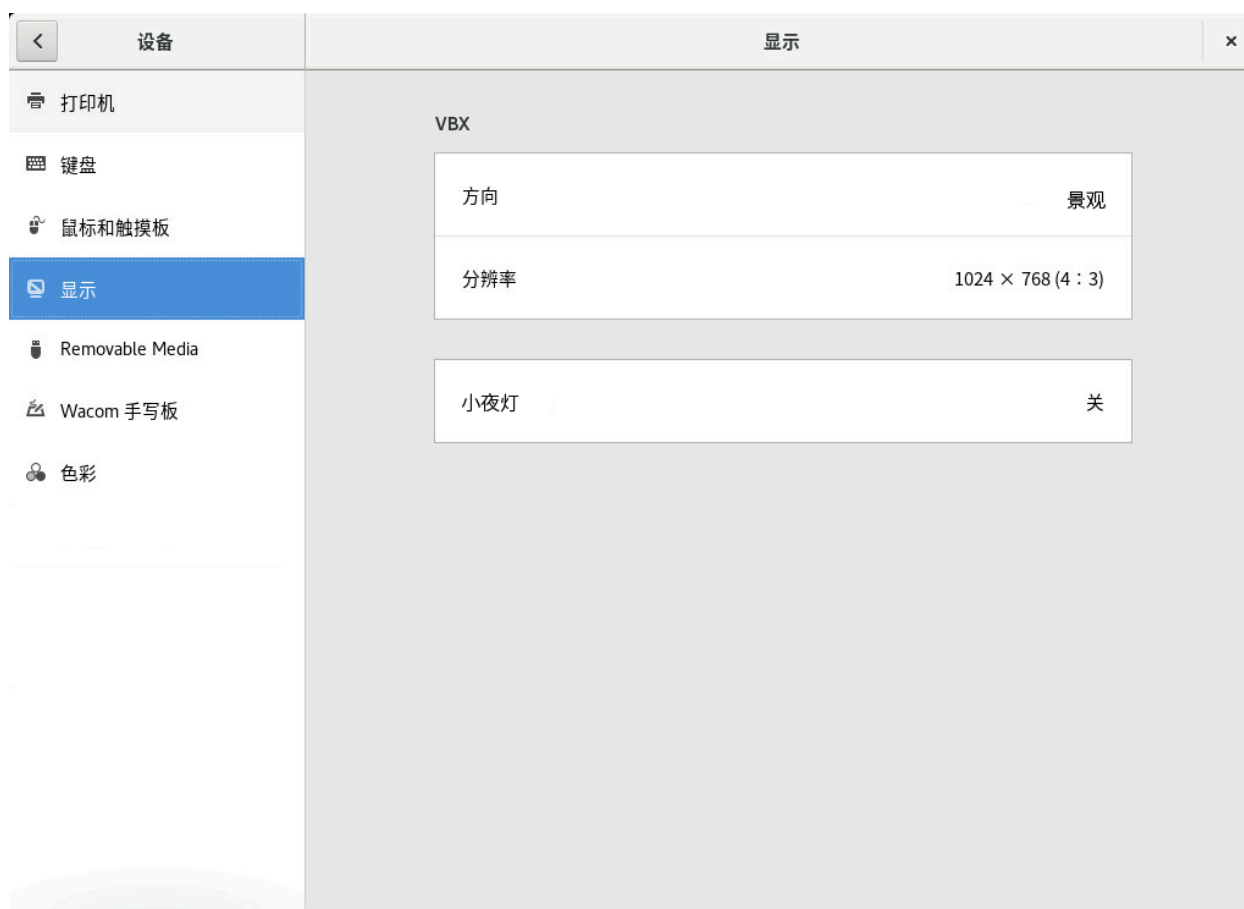 设备
显示
打印机
键盘
鼠标和触摸板
显示
Removable Media
Wacom 手写板
色彩
VBX
方向 景观
分辨率 1024 × 768 (4：3)
小夜灯 关